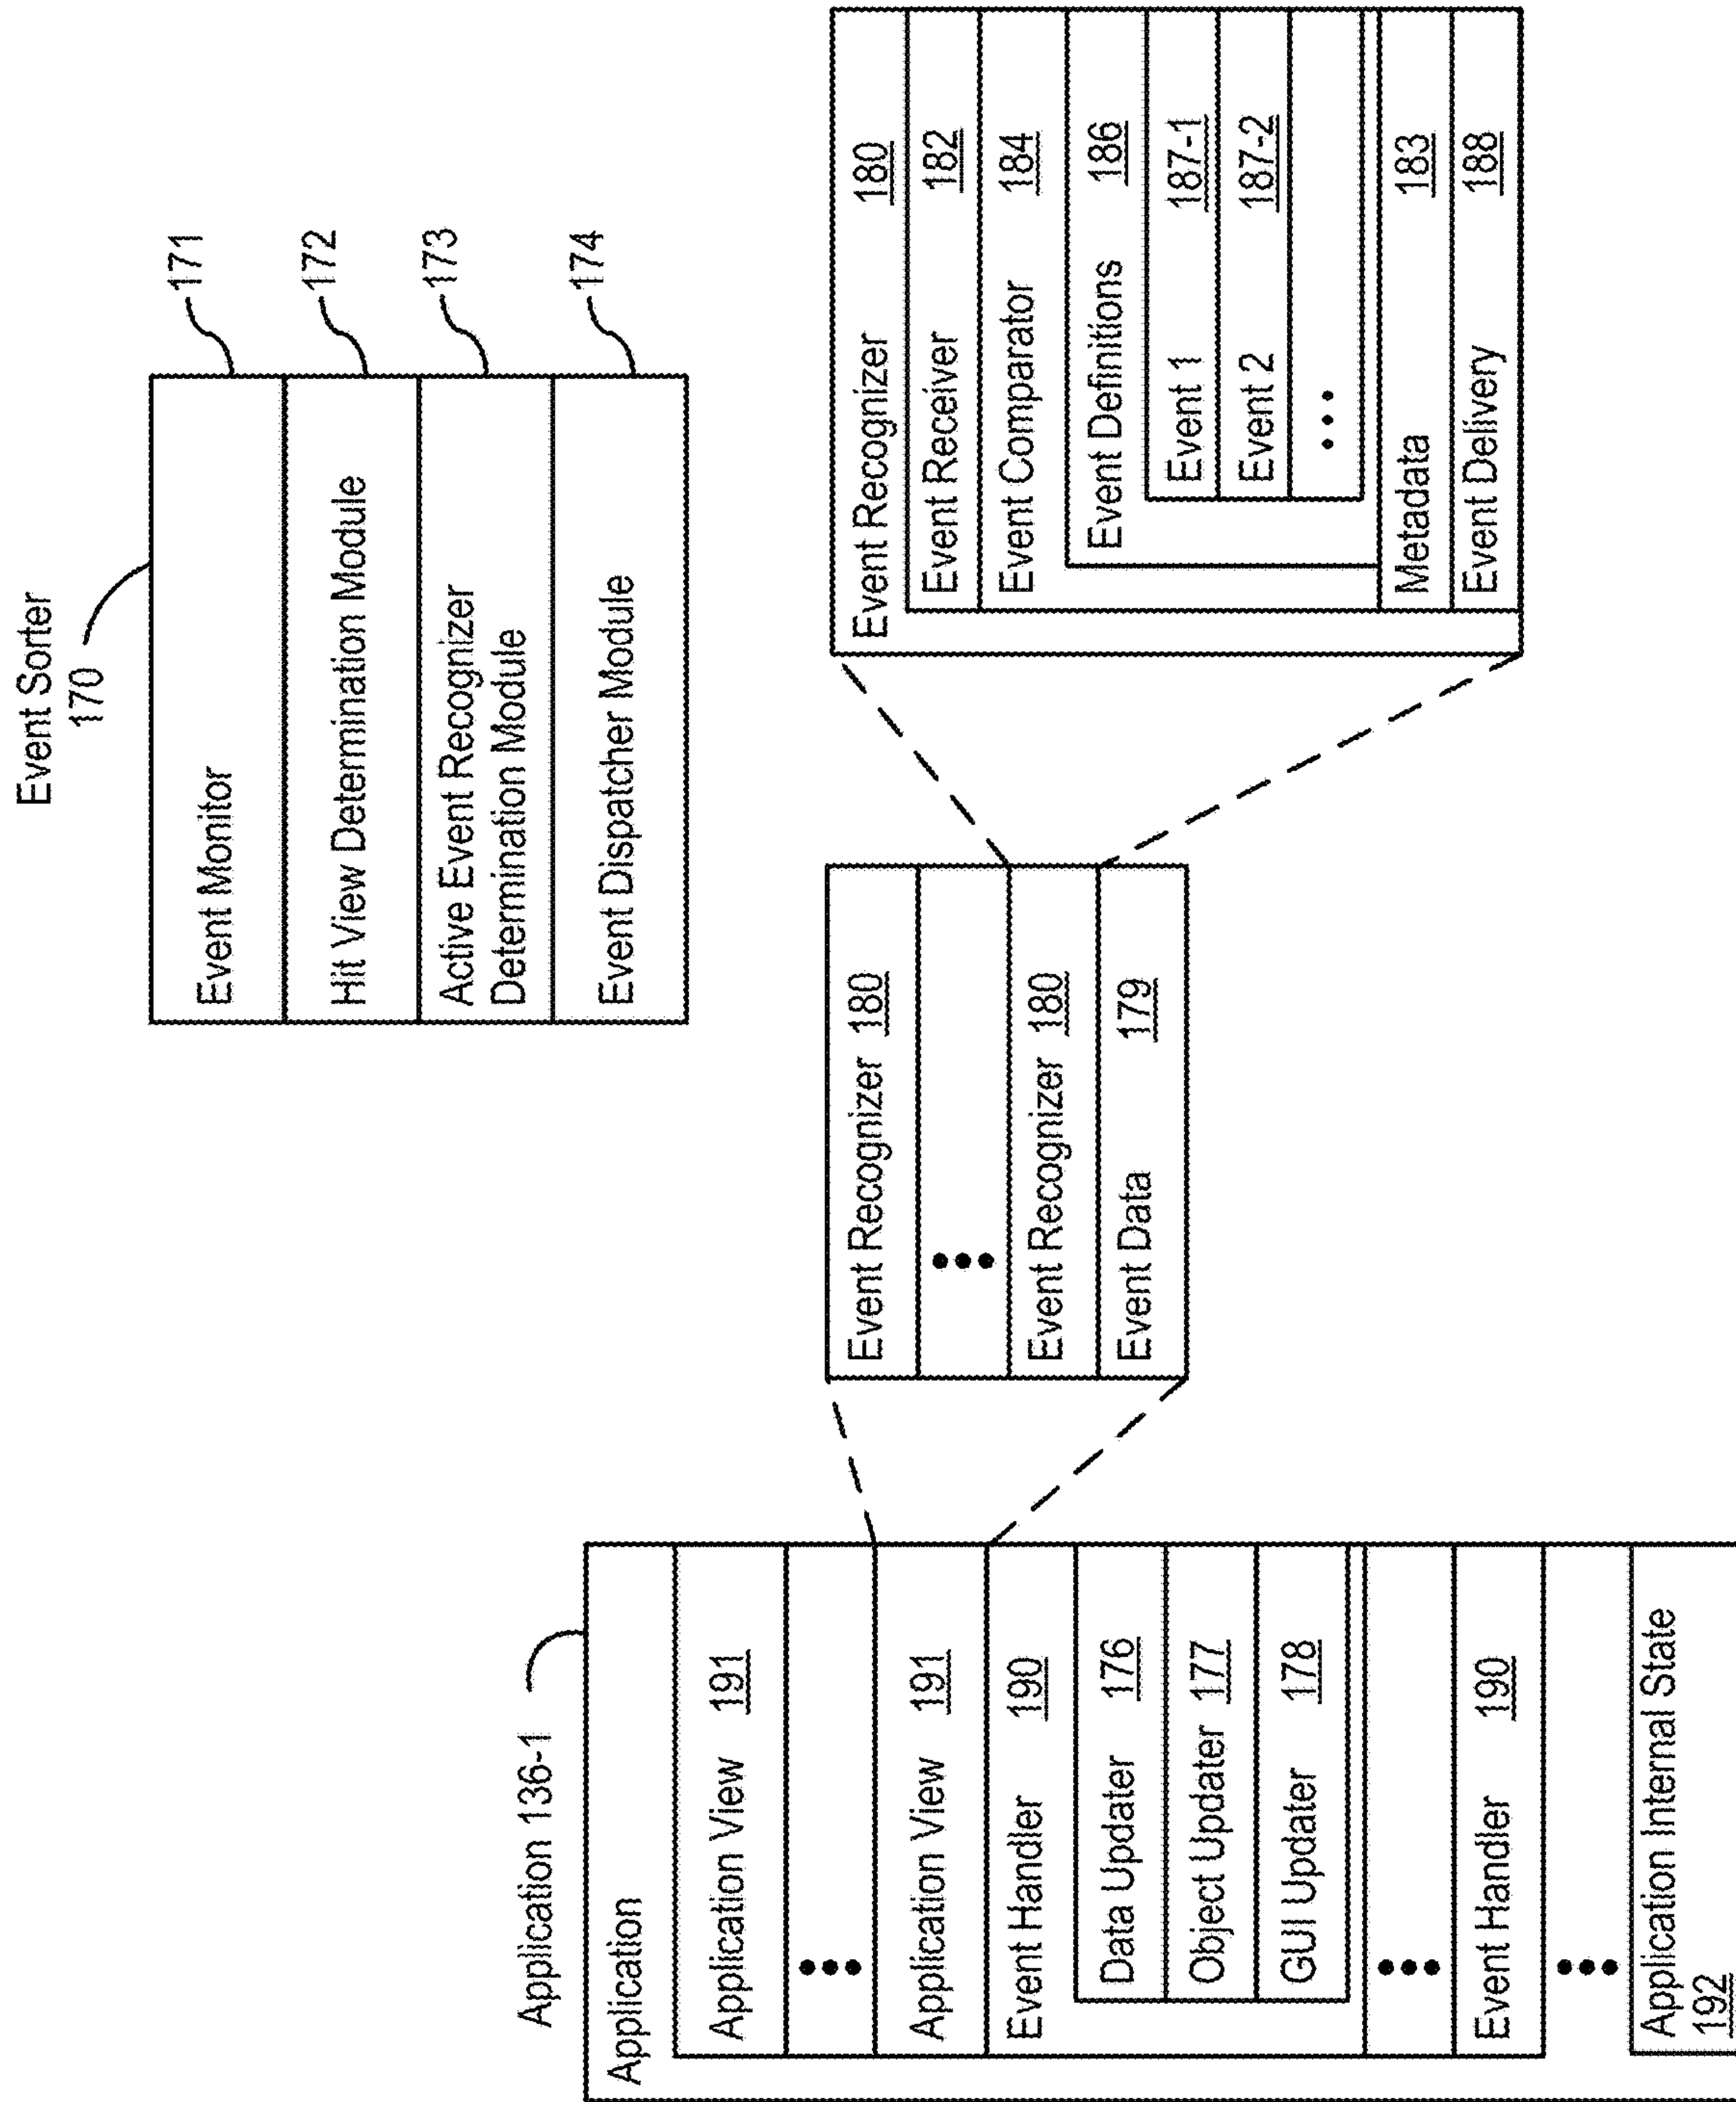 Event Sorter
170
Event Monitor
171
Hit View Determination Module
172
Active Event Recognizer
Determination Module
173
Event Dispatcher Module
174
Application 136-1
Application
Application View 191
•••
Application View 191
Event Handler 190
Data Updater 176
Object Updater 177
GUI Updater 178
•••
Event Handler 190
•••
Application Internal State
192
Event Recognizer 180
•••
Event Recognizer 180
Event Data 179
Event Recognizer 180
Event Receiver 182
Event Comparator 184
Event Definitions 186
Event 1 187-1
Event 2 187-2
•••
Metadata 183
Event Delivery 188